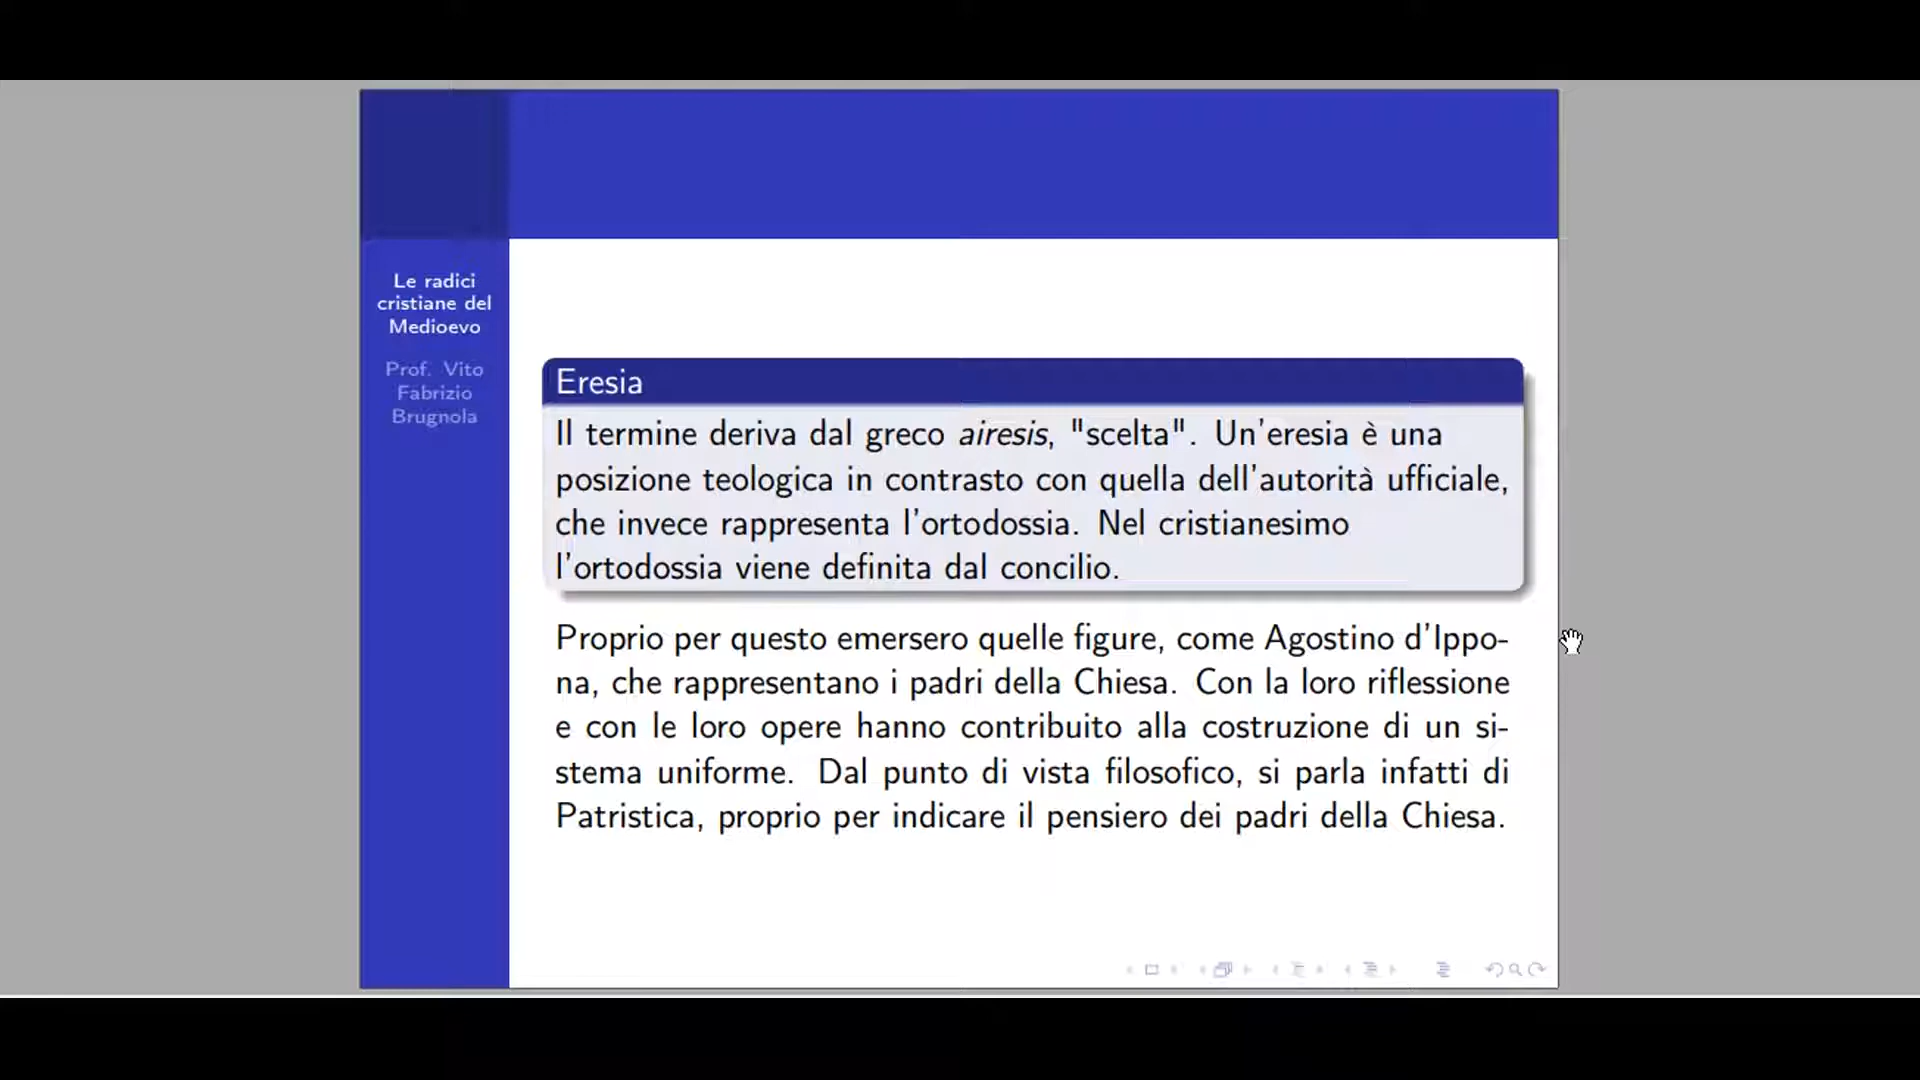 Le radici
cristiane del
Medioevo
Prof. Vito
Fabrizio
Brugnola
Eresia
Il termine deriva dal greco airesis, "scelta". Un'eresia è una
posizione teologica in contrasto con quella dell'autorità ufficiale,
che invece rappresenta l'ortodossia. Nel cristianesimo
l'ortodossia viene definita dal concilio.
Proprio per questo emersero quelle figure, come Agostino d'Ippo-
na, che rappresentano i padri della Chiesa. Con la loro riflessione
e con le loro opere hanno contribuito alla costruzione di un si-
stema uniforme. Dal punto di vista filosofico, si parla infatti di
Patristica, proprio per indicare il pensiero dei padri della Chiesa.